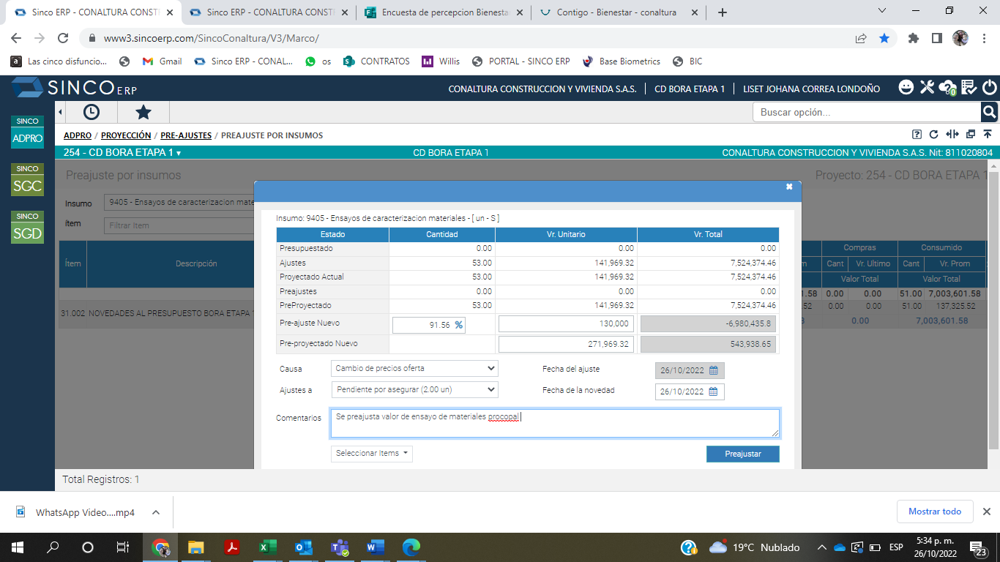 Sinco ERP - CONALTURA CONST
Sinco ERP - CONALTURA CONST
Encuesta de percepcion Bienesta
Contigo - Bienestar - conaltura
www3.sincoerp.com/SincoConaltura/V3/Marco/
Las cinco disfuncio...
Gmail
Sinco ERP - CONAL...
os
CONTRATOS
Willis
PORTAL - SINCO ERP
Base Biometrics
BIC
SINCO ERP
CONALTURA CONSTRUCCION Y VIVIENDA S.A.S. | CD BORA ETAPA 1 | LISET JOHANA CORREA LONDOÑO
0
SINCO
ADPRO
SINCO
SGC
SINCO
SGD
Buscar opción...
ADPRO / PROYECCIÓN / PRE-AJUSTES / PREAJUSTE POR INSUMOS
254 - CD BORA ETAPA 1
CD BORA ETAPA 1
CONALTURA CONSTRUCCION Y VIVIENDA S.A.S. Nit: 811020804
Preajuste por insumos
Proyecto: 254 - CD BORA ETAPA 1
Insumo
9405 - Ensayos de caracterizacion mate
ítem
Filtrar Item
Ítem
Descripción
Compras
Consumido
Cant
Vr. Ultimo
Cant
Vr. Prom
Valor Total
Valor Total
1.58 0.00 0.00 51.00 7,003,601.58
31.002 NOVEDADES AL PRESUPUESTO BORA ETAPA 1
.52 0.00 0.00 51.00 137,325.52
0.00 7,003,601.58
Insumo: 9405 - Ensayos de caracterizacion materiales - [ un - S ]
Estado Cantidad Vr. Unitario Vr. Total
Presupuestado 0.00 0.00 0.00
Ajustes 53.00 141,969.32 7,524,374.46
Proyectado Actual 53.00 141,969.32 7,524,374.46
Preajustes 0.00 0.00 0.00
PreProyectado 53.00 141,969.32 7,524,374.46
Pre-ajuste Nuevo 91.56 % 130,000 -6,980,435.8
Pre-proyectado Nuevo 271,969.32 543,938.65
Causa
Cambio de precios oferta
Fecha del ajuste
26/10/2022
Ajustes a
Pendiente por asegurar (2.00 un)
Fecha de la novedad
26/10/2022
Comentarios
Se preajusta valor de ensayo de materiales procopal
Seleccionar Items
Preajustar
Total Registros: 1
WhatsApp Video....mp4
Mostrar todo
19°C Nublado
ESP
5:34 p. m.
26/10/2022
23